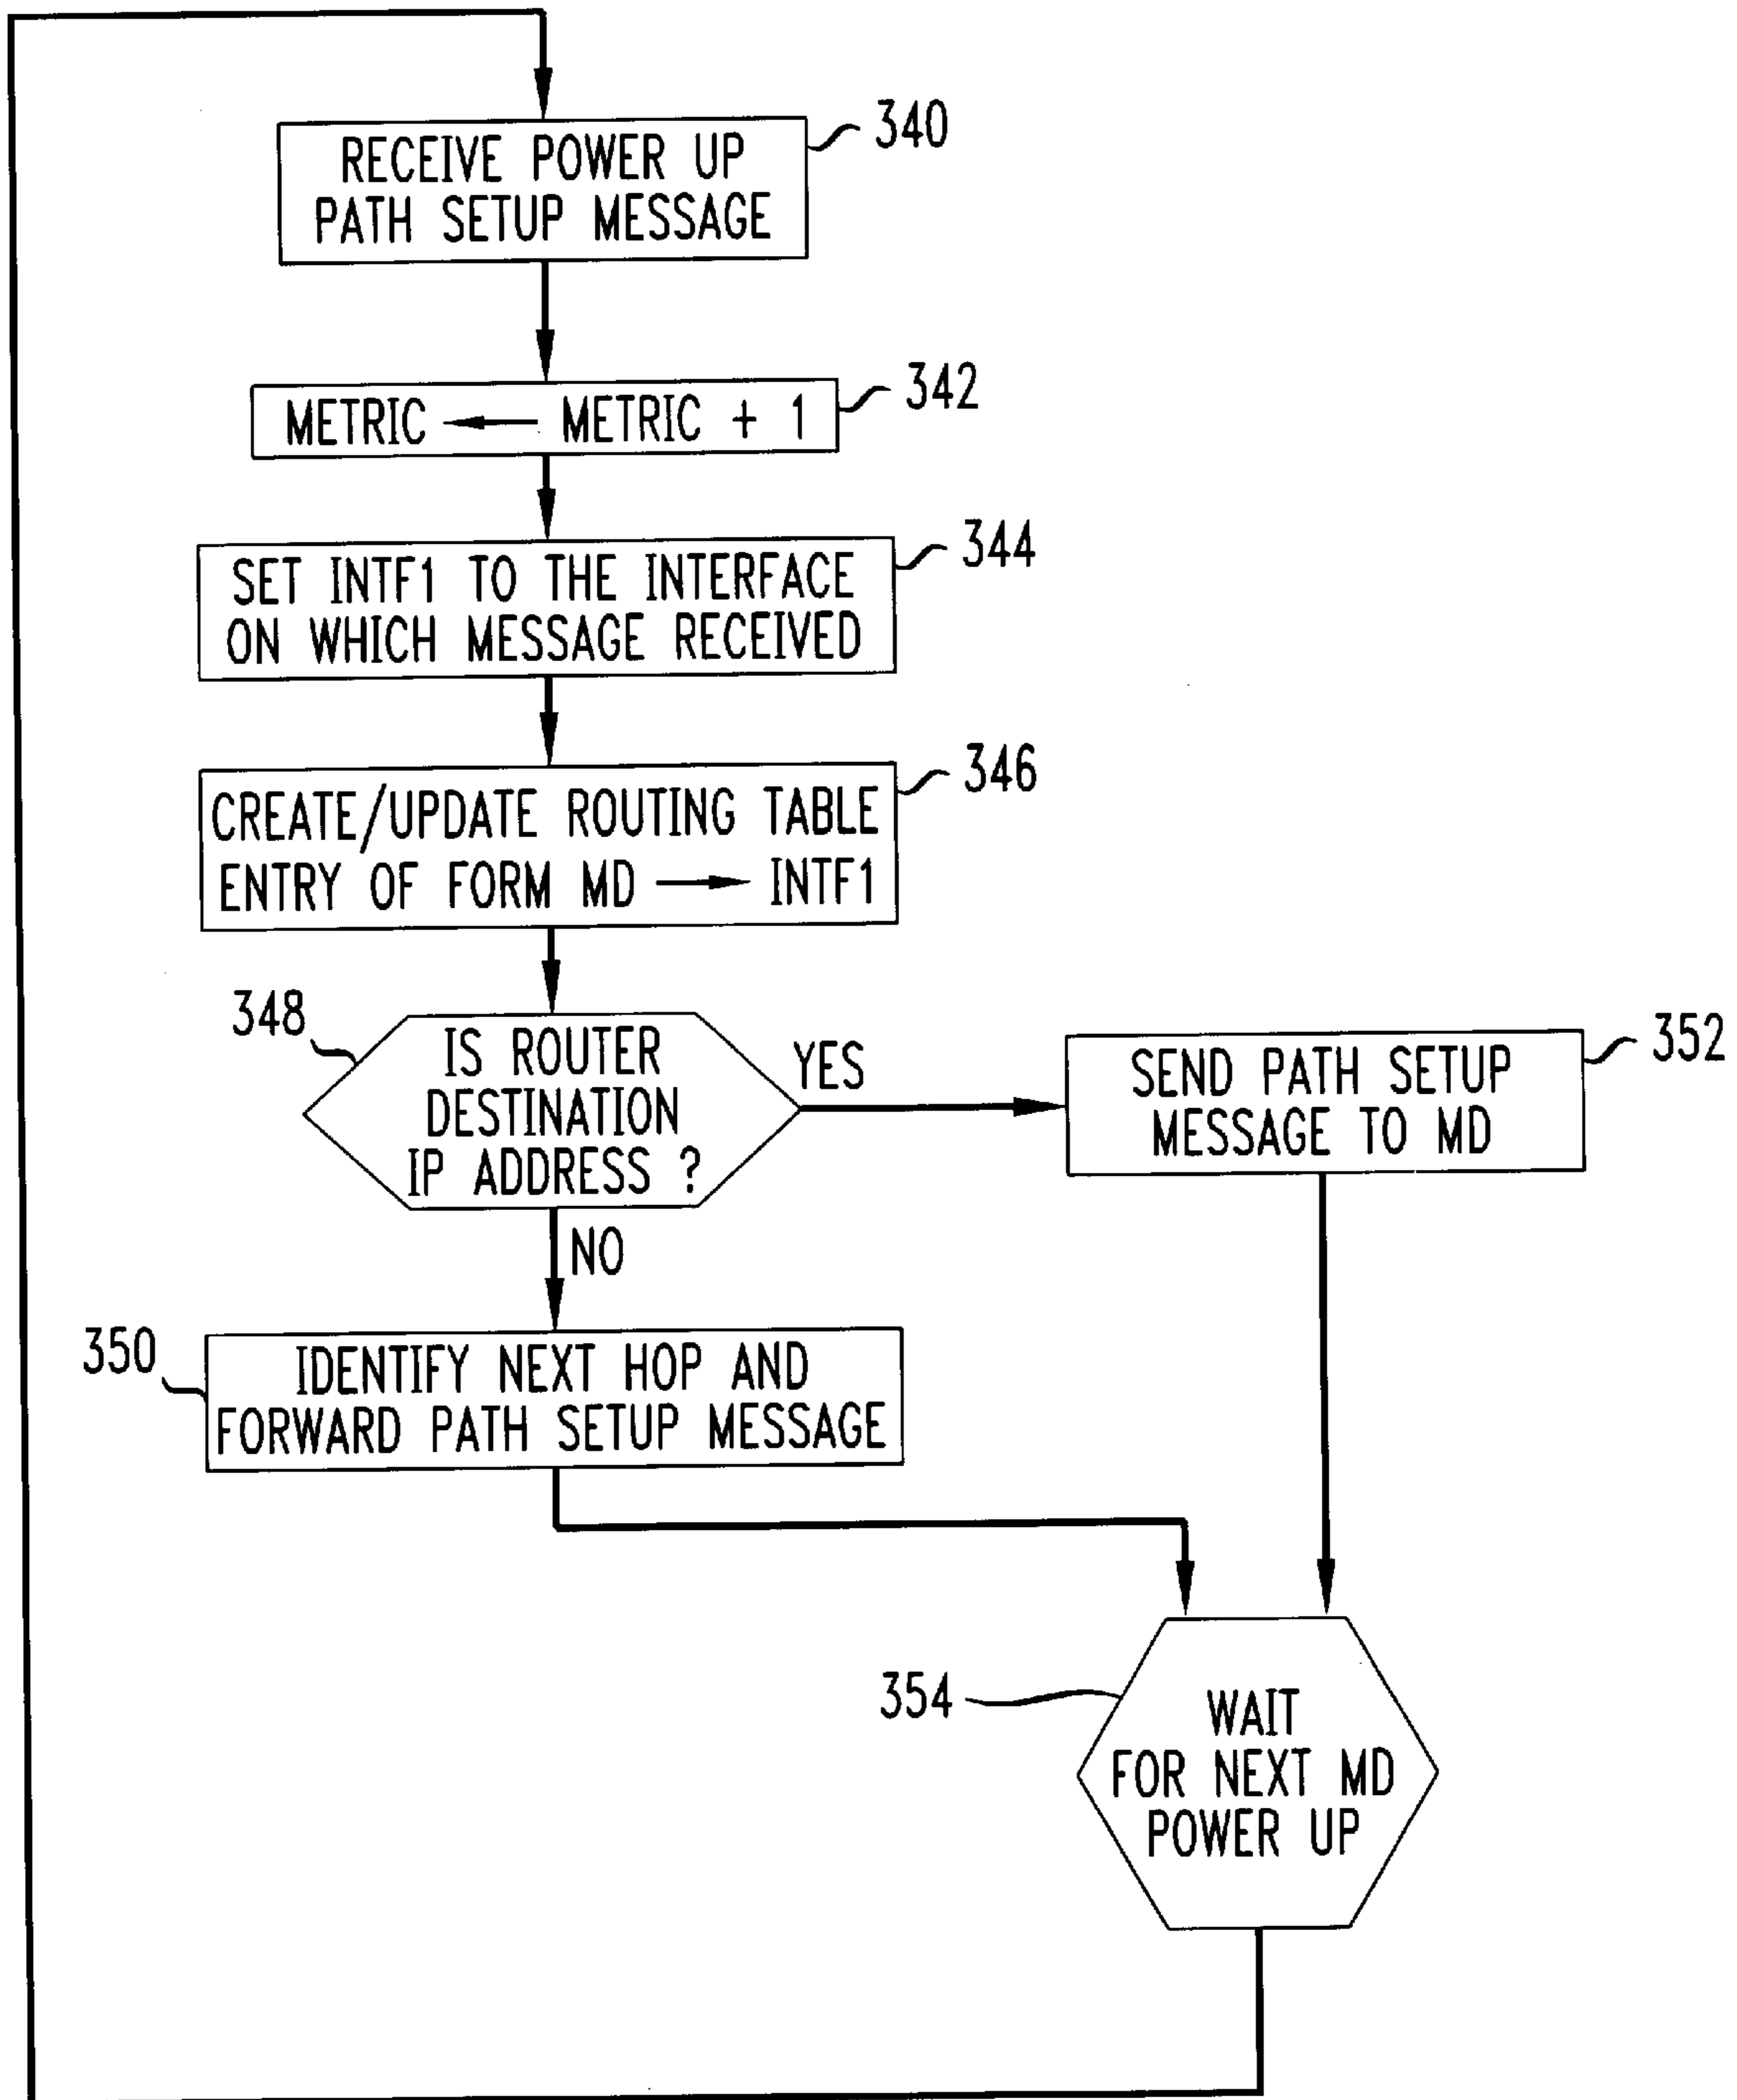 RECEIVE POWER UP
PATH SETUP MESSAGE
340
METRIC ← METRIC + 1
342
SET INTF1 TO THE INTERFACE
ON WHICH MESSAGE RECEIVED
344
CREATE/UPDATE ROUTING TABLE
ENTRY OF FORM MD → INTF1
346
348
IS ROUTER
DESTINATION
IP ADDRESS ?
YES
SEND PATH SETUP
MESSAGE TO MD
352
NO
350
IDENTIFY NEXT HOP AND
FORWARD PATH SETUP MESSAGE
354
WAIT
FOR NEXT MD
POWER UP